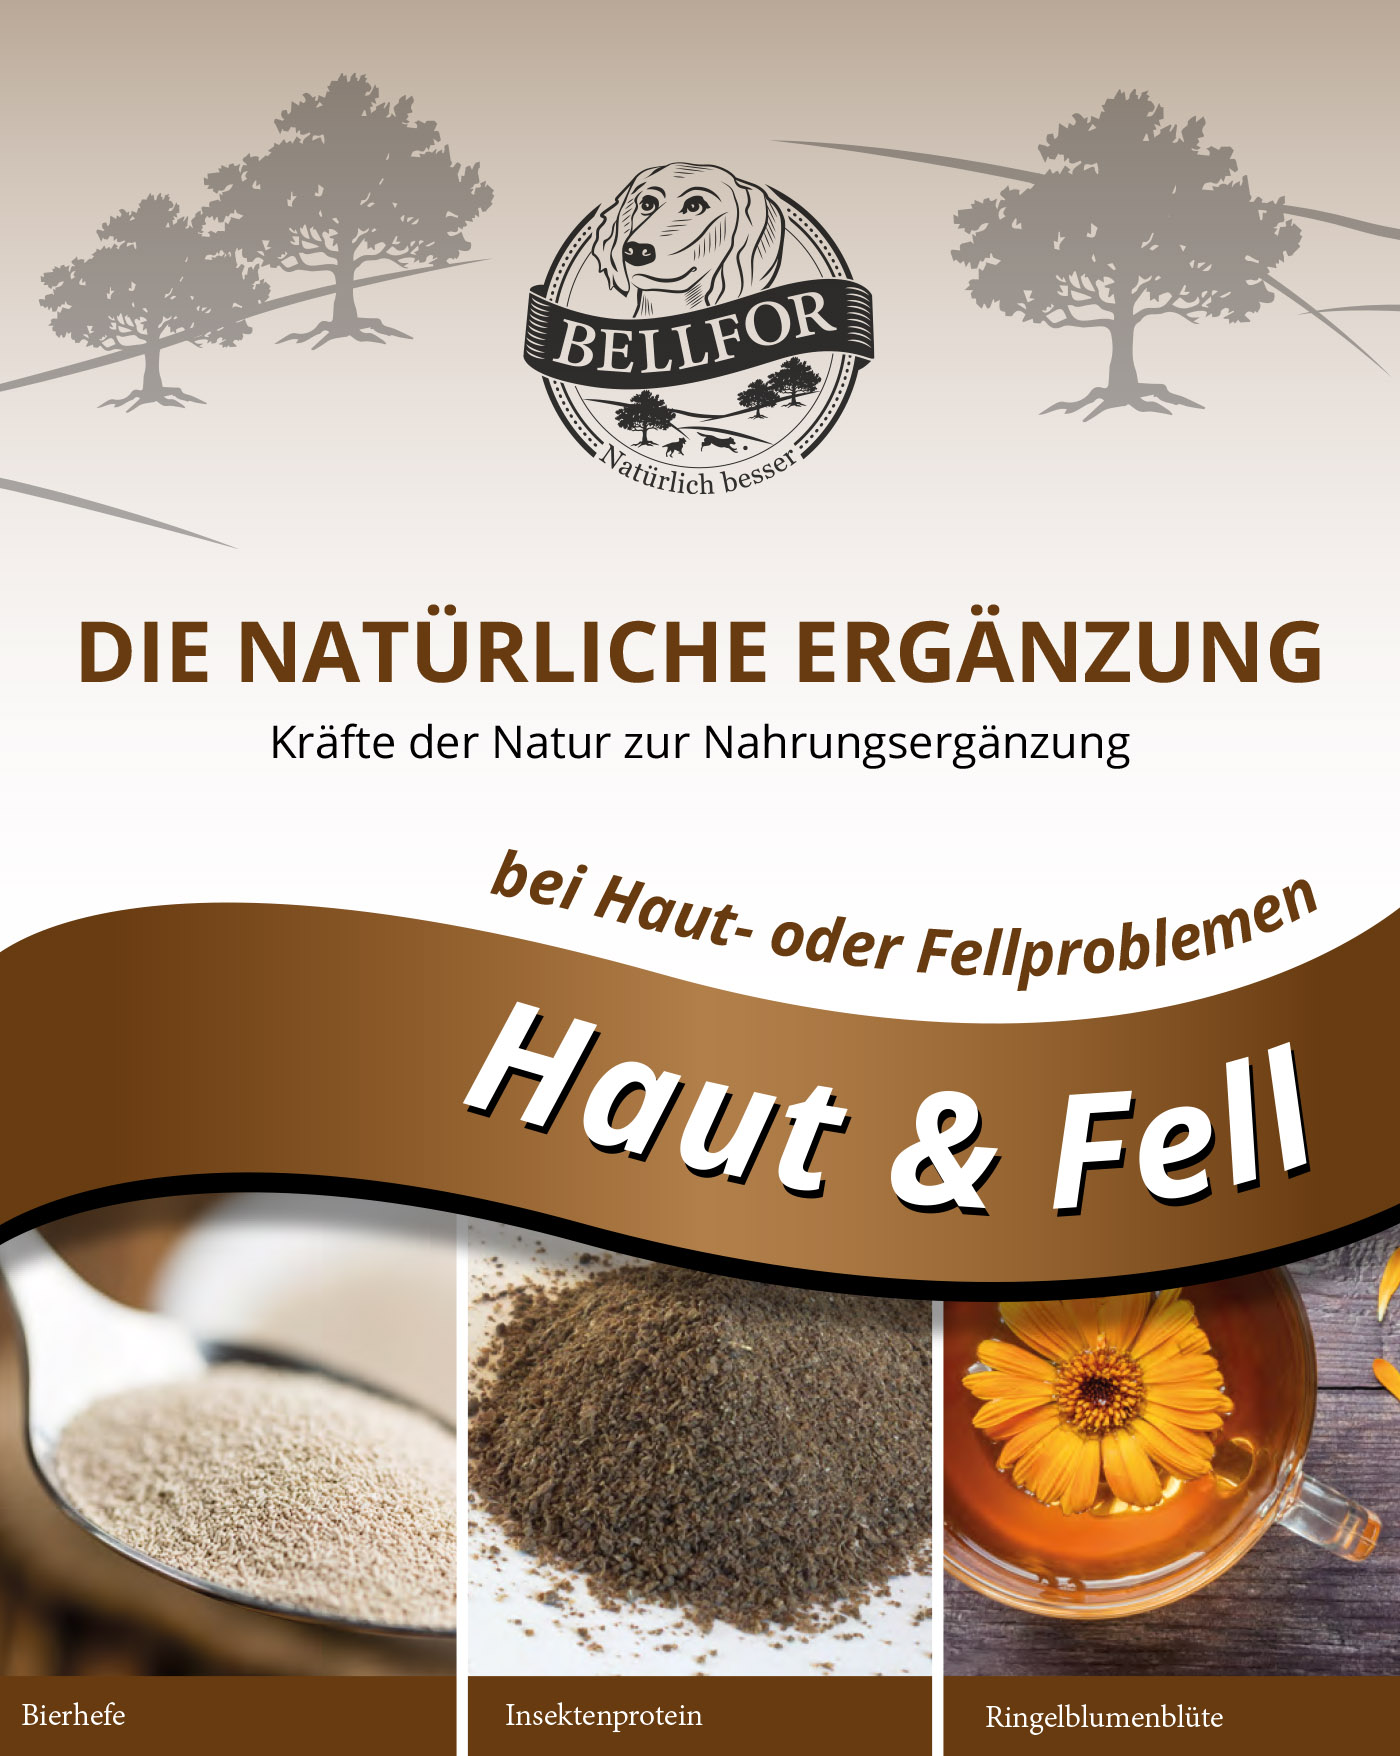 BELLFOR
Natürlich besser
DIE NATÜRLICHE ERGÄNZUNG
Kräfte der Natur zur Nahrungsergänzung
bei Haut- oder Fellproblemen
Haut & Fell
Bierhefe
Insektenprotein
Ringelblumenblüte